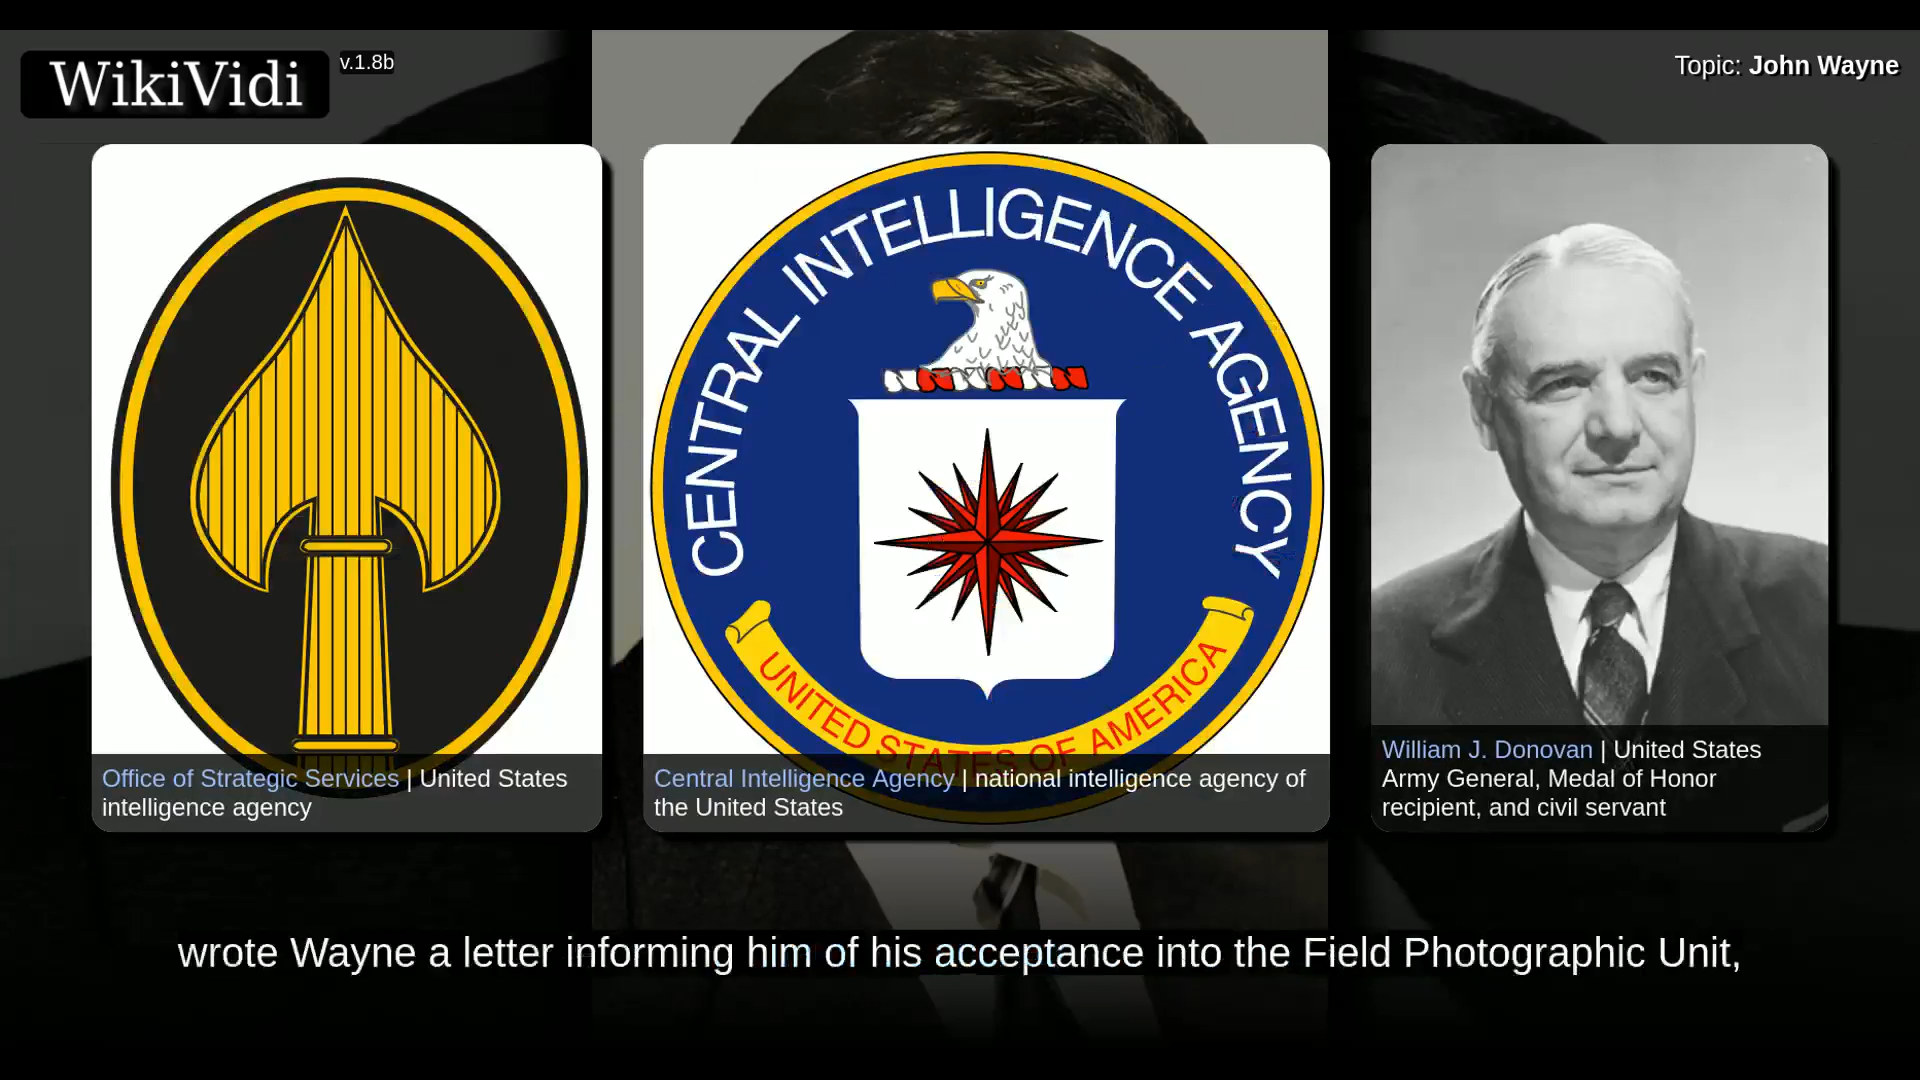 WikiVidi
v.1.8b
Topic: John Wayne
CENTRAL INTELLIGENCE AGENCY
UNITED STATES OF AMERICA
Office of Strategic Services | United States
intelligence agency
Central Intelligence Agency | national intelligence agency of
the United States
William J. Donovan | United States
Army General, Medal of Honor
recipient, and civil servant
wrote Wayne a letter informing him of his acceptance into the Field Photographic Unit,